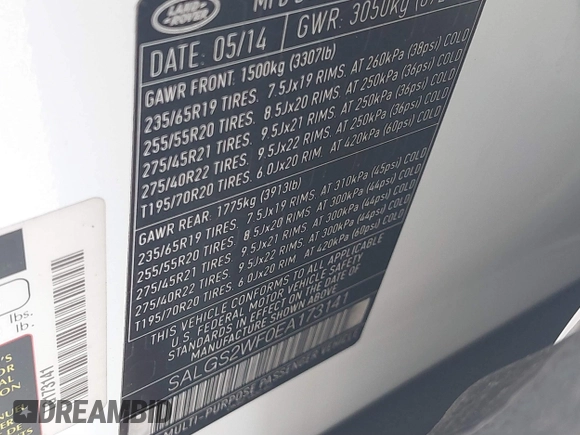 LAND
ROVER
DATE: 05/14 GWR: 3050kg
GAWR FRONT: 1500kg (3307lb)
235/65R19 TIRES. 7.5Jx19 RIMS. AT 260kPa (38psi) COLD
255/55R20 TIRES. 8.5Jx20 RIMS. AT 250kPa (36psi) COLD
275/45R21 TIRES. 9.5Jx21 RIMS. AT 250kPa (36psi) COLD
275/40R22 TIRES. 9.5Jx22 RIMS. AT 250kPa (36psi) COLD
T195/70R20 TIRES. 6.0Jx20 RIM. AT 420kPa (60psi) COLD
GAWR REAR: 1775kg (3913lb)
235/65R19 TIRES. 7.5Jx19 RIMS. AT 310kPa (45psi) COLD
255/55R20 TIRES. 8.5Jx20 RIMS. AT 300kPa (44psi) COLD
275/45R21 TIRES. 9.5Jx21 RIMS. AT 300kPa (44psi) COLD
275/40R22 TIRES. 9.5Jx22 RIMS. AT 300kPa (44psi) COLD
T195/70R20 TIRES. 6.0Jx20 RIM. AT 420kPa (60psi) COLD
THIS VEHICLE CONFORMS TO ALL APPLICABLE
U.S. FEDERAL MOTOR VEHICLE SAFETY
STANDARDS IN EFFECT ON THE DATE OF
MANUFACTURE SHOWN ABOVE.
SALGS2WF0EA173141
MULTI-PURPOSE PASSENGER VEHICLE
lbs.
73141
DREAMBID